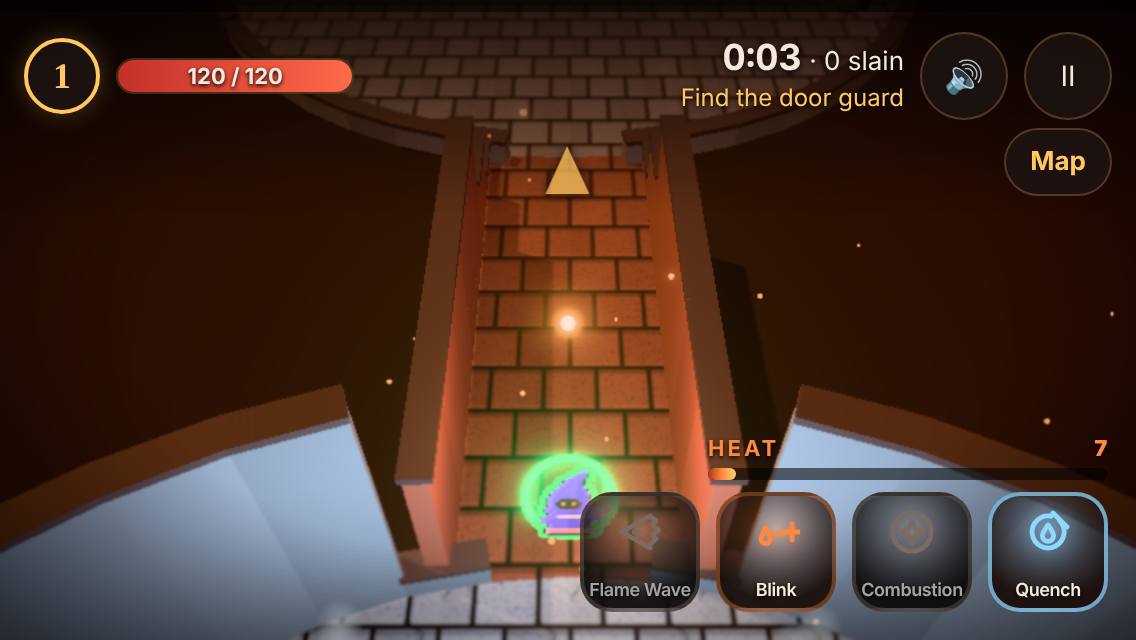 1
120 / 120
0:03 · 0 slain
Find the door guard
Map
HEAT 7
Flame Wave
Blink
Combustion
Quench